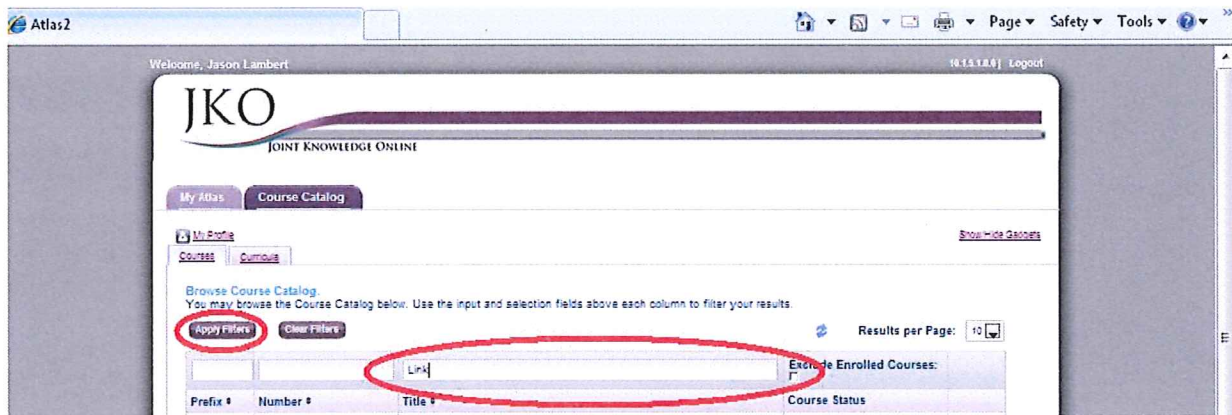 Atlas2
Page Safety Tools
Welcome, Jason Lambert
Logout
JKO
JOINT KNOWLEDGE ONLINE
My Atlas Course Catalog
My Profile Show/Hide Gadgets
Courses Curricula
Browse Course Catalog.
You may browse the Course Catalog below. Use the input and selection fields above each column to filter your results.
Apply Filters Clear Filters Results per Page: 10
Link Exclude Enrolled Courses:
Prefix Number Title Course Status